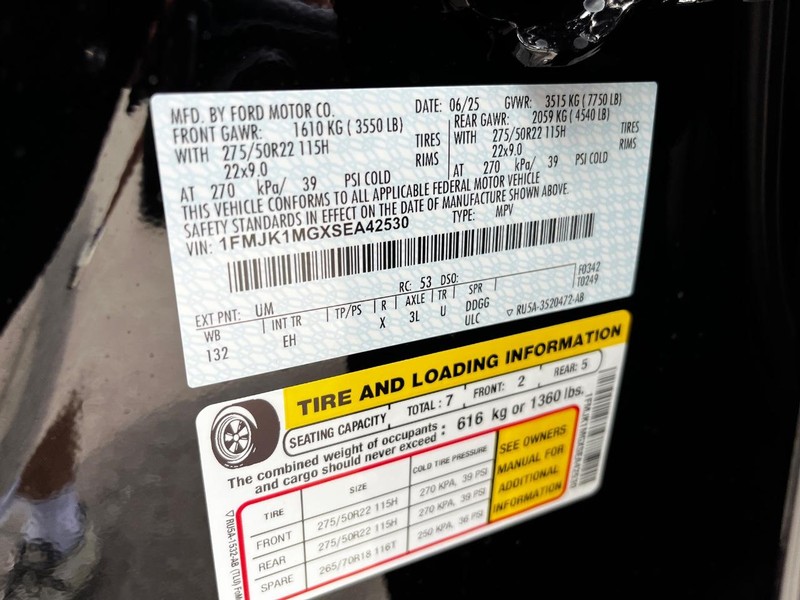 MFD. BY FORD MOTOR CO.
DATE: 06/25 GVWR: 3515 KG ( 7750 LB)
FRONT GAWR: 1610 KG ( 3550 LB)
WITH 275/50R22 115H TIRES
22x9.0 RIMS
AT 270 kPa/ 39 PSI COLD
REAR GAWR: 2059 KG ( 4540 LB)
WITH 275/50R22 115H TIRES
22x9.0 RIMS
AT 270 kPa/ 39 PSI COLD
THIS VEHICLE CONFORMS TO ALL APPLICABLE FEDERAL MOTOR VEHICLE
SAFETY STANDARDS IN EFFECT ON THE DATE OF MANUFACTURE SHOWN ABOVE.
VIN: 1FMJK1MGXSEA42530 TYPE: MPV
F0342
T0249
EXT PNT: UM RC: 53 DSO:
WB INT TR TP/PS R AXLE TR SPR
132 EH X 3L U DDGG
ULC
▽ RU5A-3520472-AB
TIRE AND LOADING INFORMATION
SEATING CAPACITY TOTAL : 7 FRONT: 2 REAR: 5
The combined weight of occupants
and cargo should never exceed : 616 kg or 1360 lbs.
TIRE SIZE COLD TIRE PRESSURE
FRONT 275/50R22 115H 270 KPA, 39 PSI
REAR 275/50R22 115H 270 KPA, 39 PSI
SPARE 265/70R18 116T 250 KPA, 36 PSI
SEE OWNERS
MANUAL FOR
ADDITIONAL
INFORMATION
1FMJK1MGXSEA42530
▽ RU5A-1532-AB (TLU)